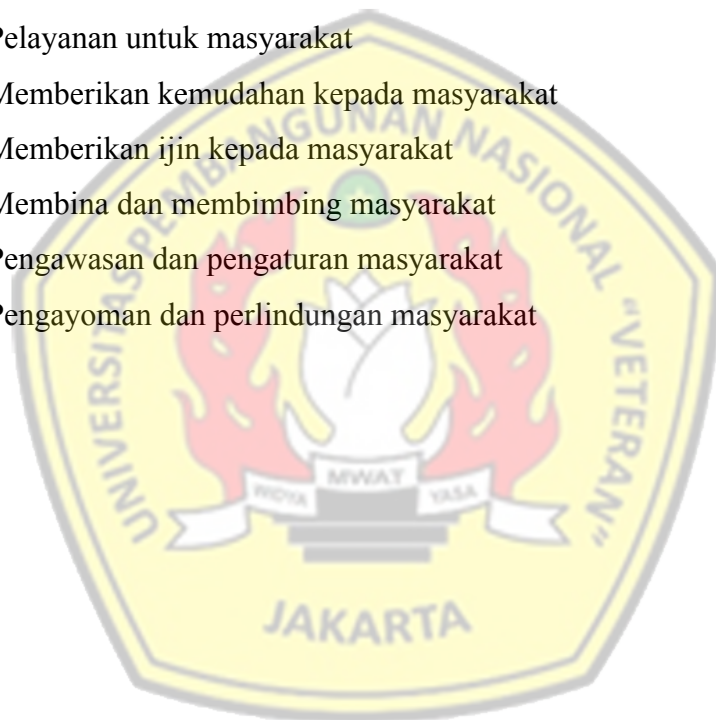 Pelayanan untuk masyarakat
Memberikan kemudahan kepada masyarakat
Memberikan ijin kepada masyarakat
Membina dan membimbing masyarakat
Pengawasan dan pengaturan masyarakat
Pengayoman dan perlindungan masyarakat
UNIVERSITAS PEMBANGUNAN NASIONAL "VETERAN"
WIDYA MWAT YASA
JAKARTA